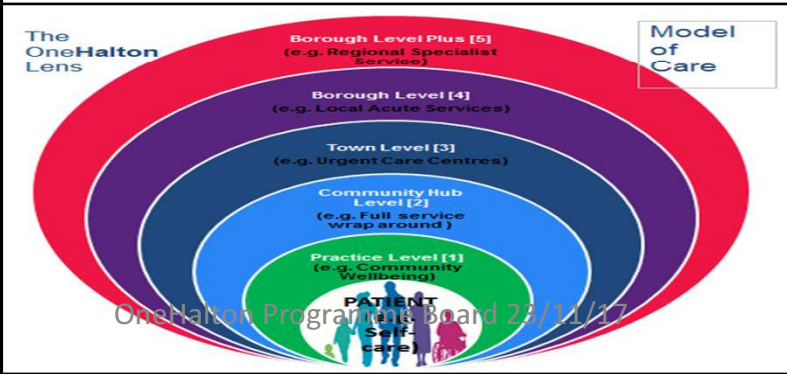 The
OneHalton
Lens
Model
of
Care
Borough Level Plus [5]
(e.g. Regional Specialist
Service)
Borough Level [4]
(e.g. Local Acute Services)
Town Level [3]
(e.g. Urgent Care Centres)
Community Hub
Level [2]
(e.g. Full service
wrap around )
Practice Level [1]
(e.g. Community
Wellbeing)
PATIENT
Self-
care)
OneHalton Programme Board 23/11/17